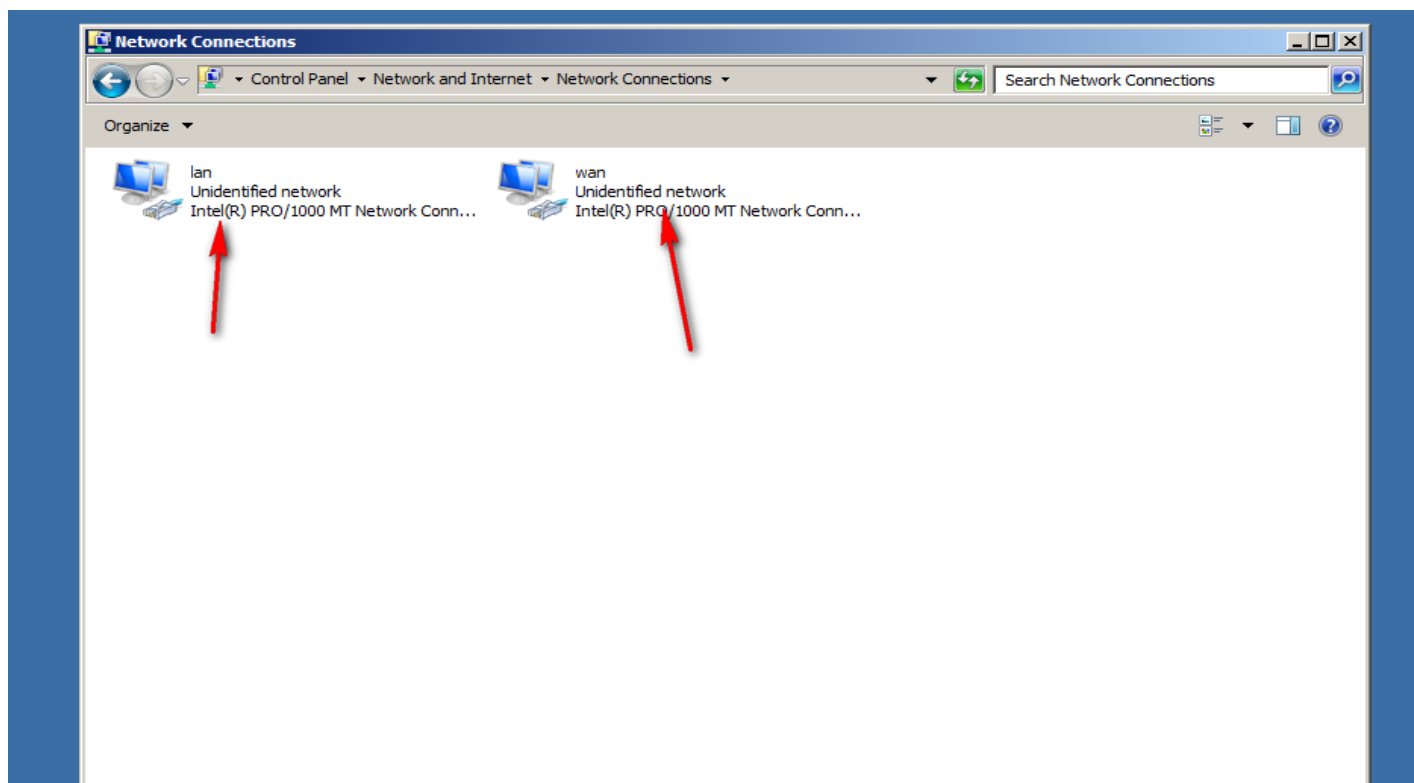 Network Connections
Control Panel Network and Internet Network Connections
Search Network Connections
Organize
lan
Unidentified network
Intel(R) PRO/1000 MT Network Conn...
wan
Unidentified network
Intel(R) PRO/1000 MT Network Conn...